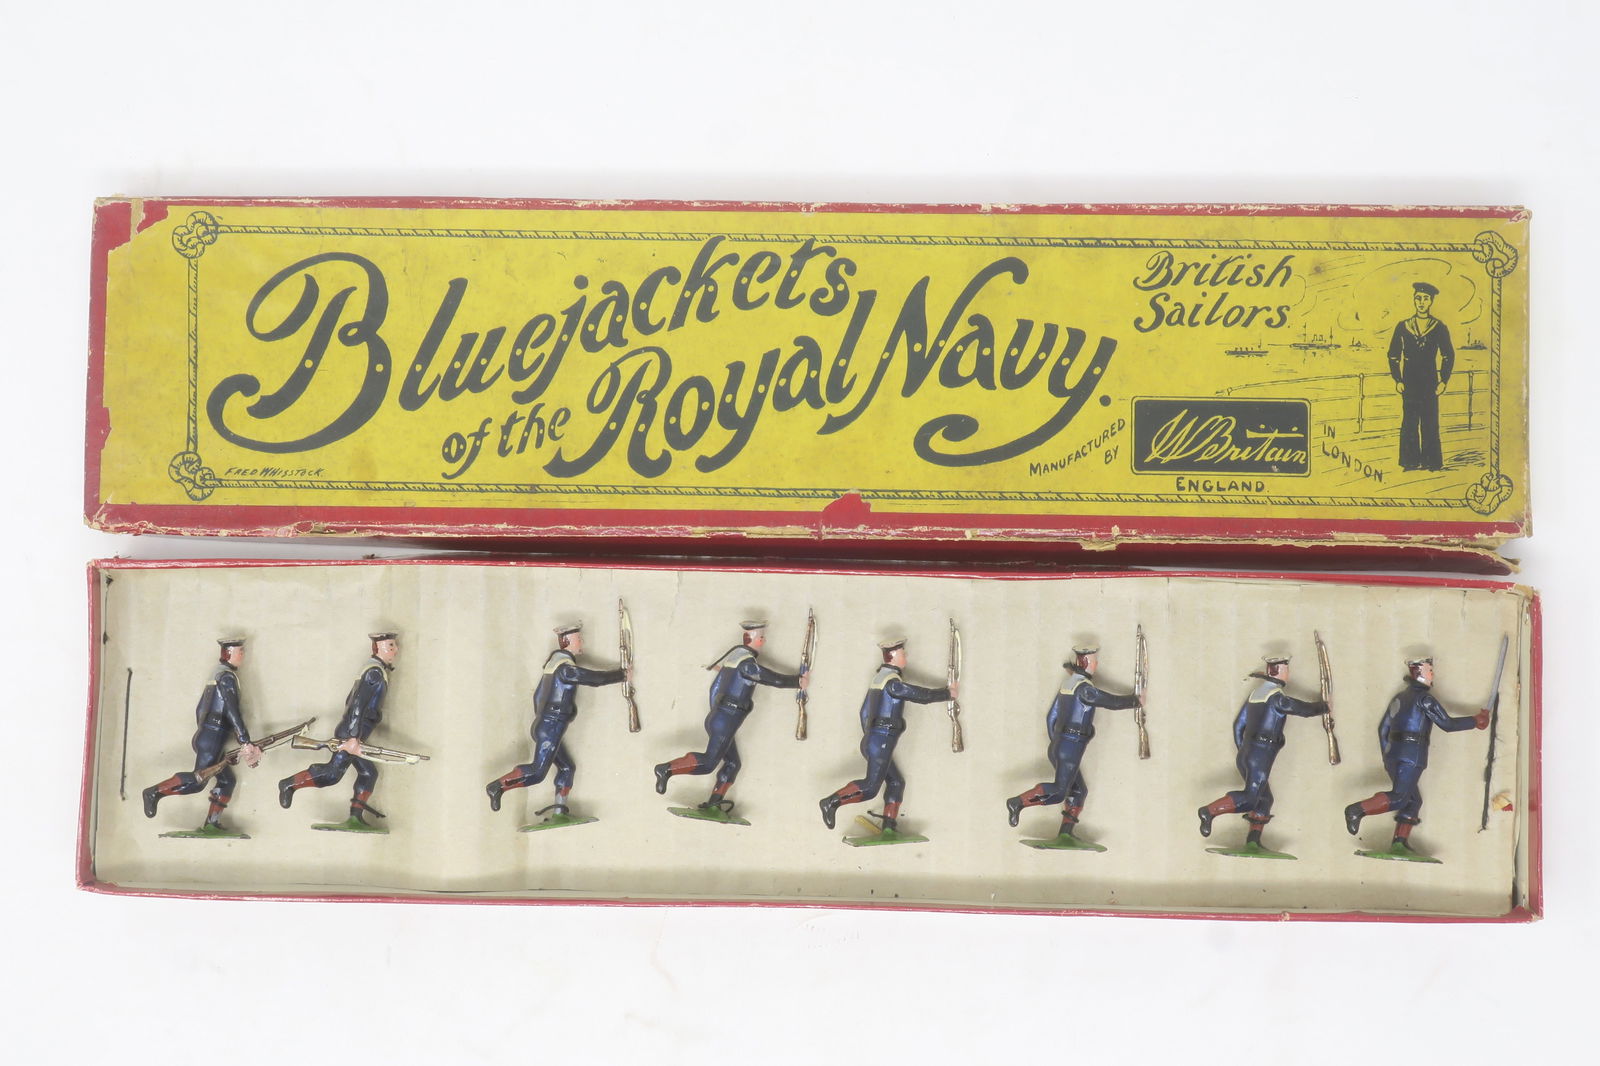 Bluejackets
of the Royal Navy.
British
Sailors.
MANUFACTURED
BY
W Britain
IN
LONDON.
ENGLAND.
FRED WHISSTOCK.